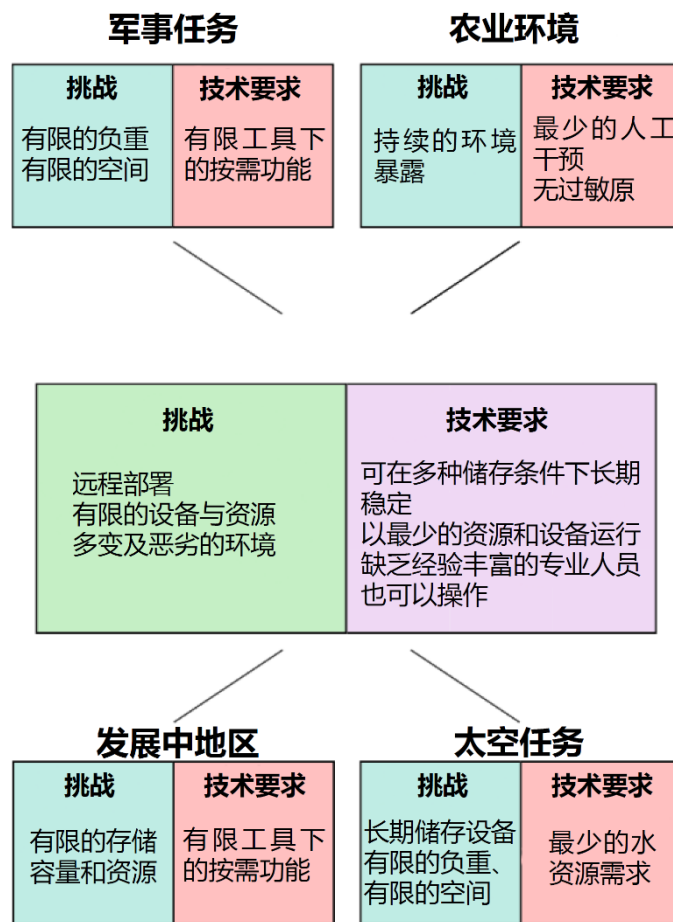 军事任务
农业环境
挑战
技术要求
挑战
技术要求
有限的负重
有限的空间
有限工具下
的按需功能
持续的环境
暴露
最少的人工
干预
无过敏原
挑战
技术要求
远程部署
有限的设备与资源
多变及恶劣的环境
可在多种储存条件下长期
稳定
以最少的资源和设备运行
缺乏经验丰富的专业人员
也可以操作
发展中地区
太空任务
挑战
技术要求
挑战
技术要求
有限的存储
容量和资源
有限工具下
的按需功能
长期储存设备
有限的负重、
有限的空间
最少的水
资源需求